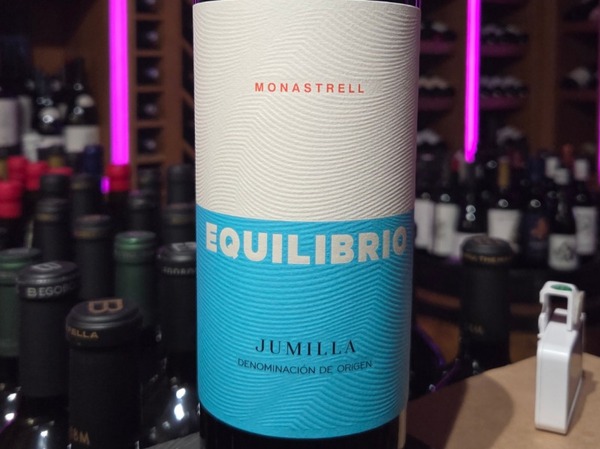 MONASTRELL
EQUILIBRIO
JUMILLA
DENOMINACIÓN DE ORIGEN